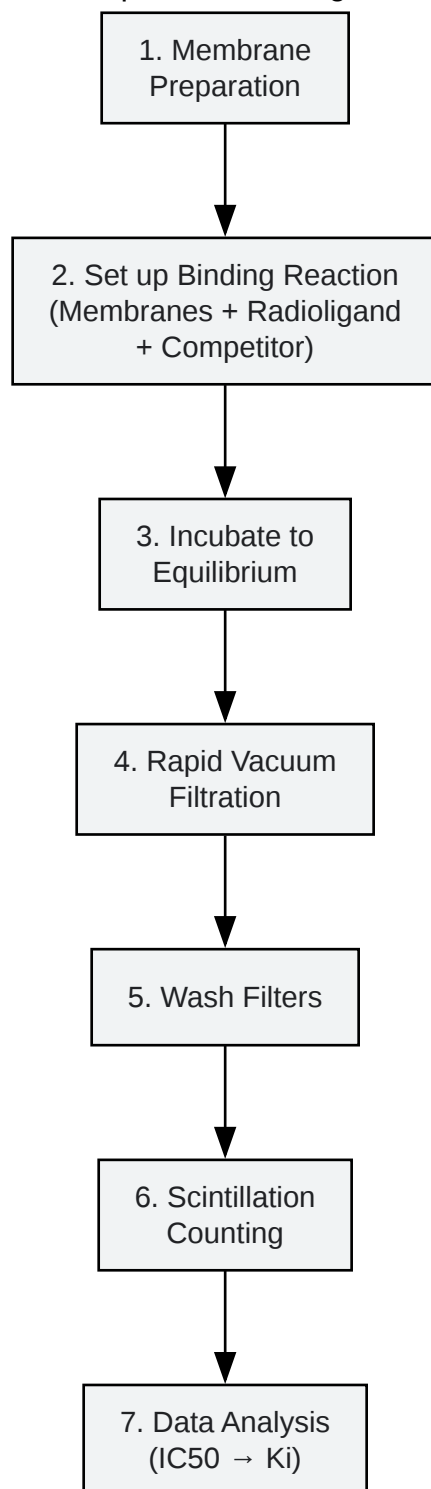 1. Membrane
Preparation
2. Set up Binding Reaction
(Membranes + Radioligand
+ Competitor)
3. Incubate to
Equilibrium
4. Rapid Vacuum
Filtration
5. Wash Filters
6. Scintillation
Counting
7. Data Analysis
(IC50 → Ki)